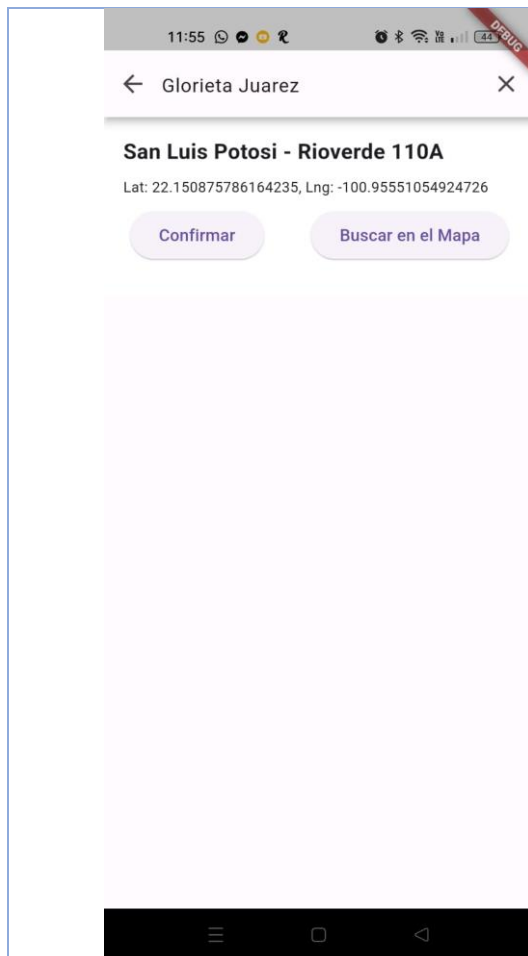 11:55 44
DEBUG
Glorieta Juarez
San Luis Potosi - Rioverde 110A
Lat: 22.150875786164235, Lng: -100.95551054924726
Confirmar Buscar en el Mapa